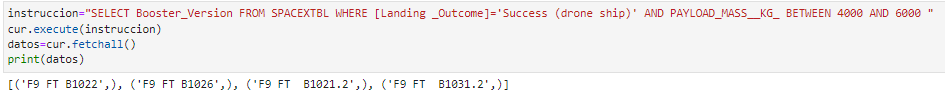 instruccion="SELECT Booster_Version FROM SPACEXTBL WHERE [Landing _Outcome]='Success (drone ship)' AND PAYLOAD_MASS__KG_ BETWEEN 4000 AND 6000 "
cur.execute(instruccion)
datos=cur.fetchall()
print(datos)
[('F9 FT B1022',), ('F9 FT B1026',), ('F9 FT  B1021.2',), ('F9 FT  B1031.2',)]